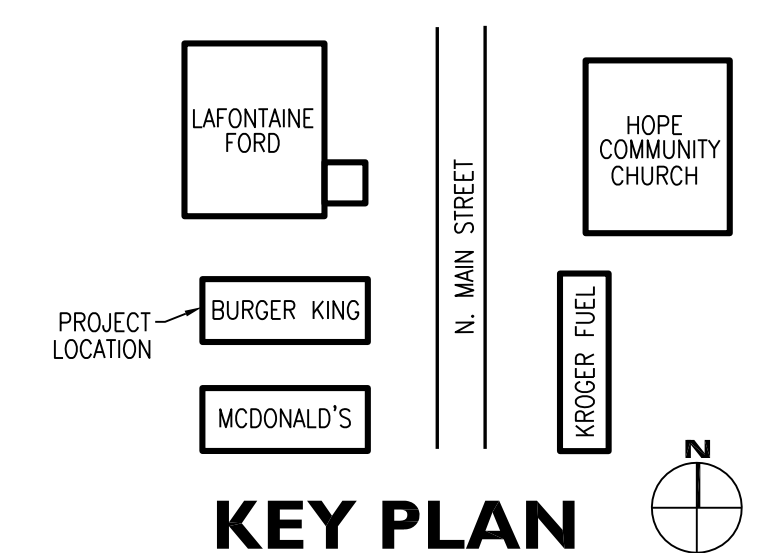 LAFONTAINE
FORD
HOPE
COMMUNITY
CHURCH
N. MAIN STREET
PROJECT
LOCATION
BURGER KING
KROGER FUEL
MCDONALD'S
N
KEY PLAN